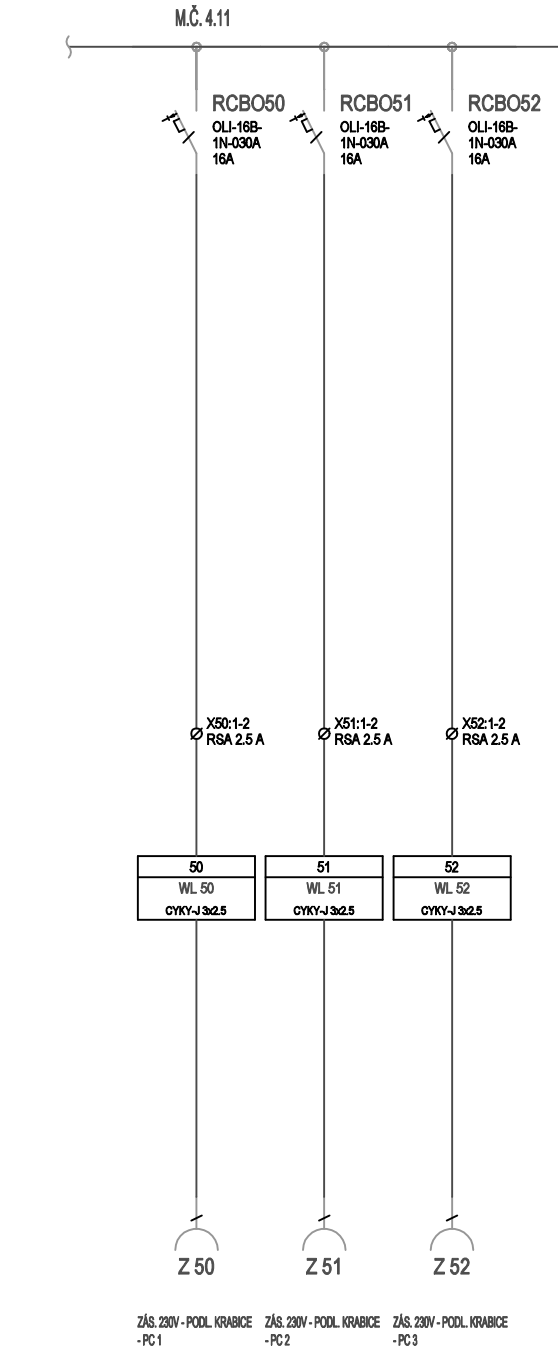 M.Č. 4.11
RCBO50
OLI-16B-
1N-030A
16A
RCBO51
OLI-16B-
1N-030A
16A
RCBO52
OLI-16B-
1N-030A
16A
X50:1-2
RSA 2.5 A
X51:1-2
RSA 2.5 A
X52:1-2
RSA 2.5 A
50
WL 50
CYKY-J 3x2.5
51
WL 51
CYKY-J 3x2.5
52
WL 52
CYKY-J 3x2.5
Z 50
Z 51
Z 52
ZÁS. 230V - PODL. KRABICE
- PC 1
ZÁS. 230V - PODL. KRABICE
- PC 2
ZÁS. 230V - PODL. KRABICE
- PC 3